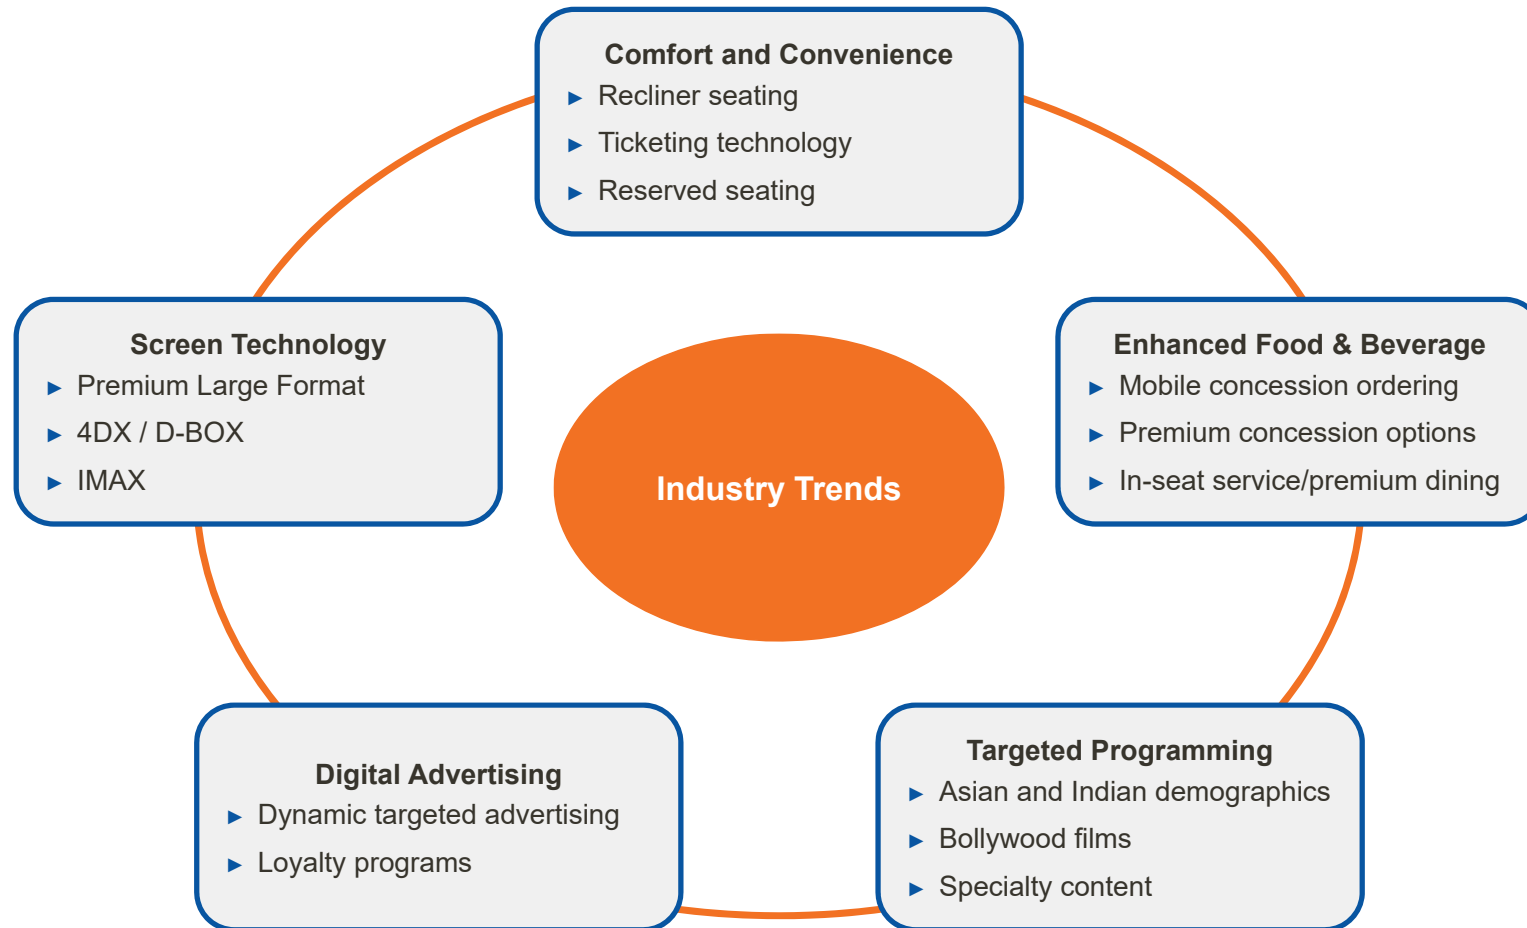 Comfort and Convenience
► Recliner seating
► Ticketing technology
► Reserved seating
Screen Technology
► Premium Large Format
► 4DX / D-BOX
► IMAX
Industry Trends
Enhanced Food & Beverage
► Mobile concession ordering
► Premium concession options
► In-seat service/premium dining
Digital Advertising
► Dynamic targeted advertising
► Loyalty programs
Targeted Programming
► Asian and Indian demographics
► Bollywood films
► Specialty content